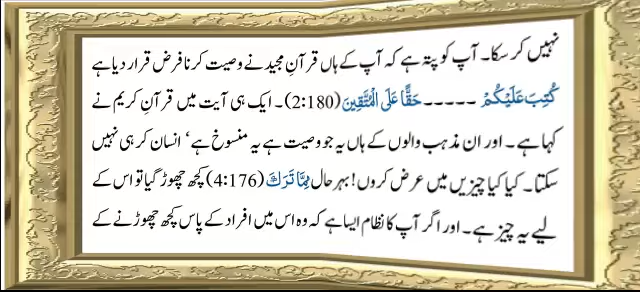 نہیں کر سکا۔ آپ کو پتہ ہے کہ آپ کے ہاں قرآنِ مجید نے وصیت کرنا فرض قرار دیا ہے
كُتِبَ عَلَيْكُمْ ۔۔۔۔۔ حَقًّا عَلَى الْمُتَّقِينَ (2:180)۔ ایک ہی آیت میں قرآنِ کریم نے
کہا ہے۔ اور ان مذہب والوں کے ہاں یہ جو وصیت ہے یہ منسوخ ہے‘ انسان کر ہی نہیں
سکتا۔ کیا کیا چیزیں میں عرض کروں! بہر حال مِمَّا تَرَكَ (4:176) کچھ چھوڑ گیا تو اس کے
لیے یہ چیز ہے۔ اور اگر آپ کا نظام ایسا ہے کہ وہ اس میں افراد کے پاس کچھ چھوڑنے کے